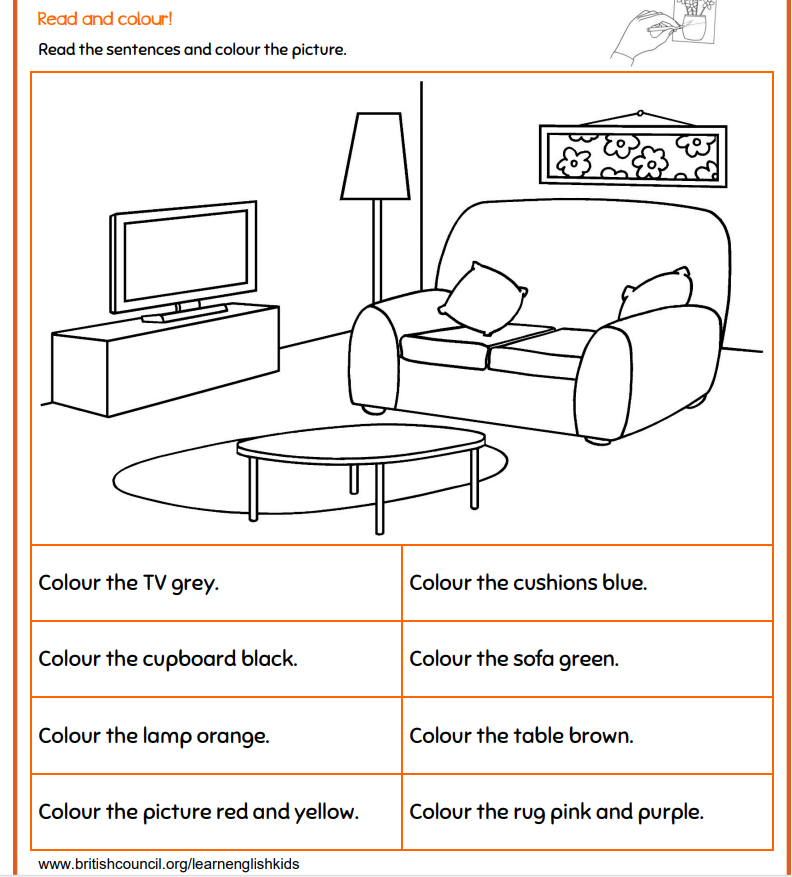 Read and colour!
Read the sentences and colour the picture.
Colour the TV grey.
Colour the cushions blue.
Colour the cupboard black.
Colour the sofa green.
Colour the lamp orange.
Colour the table brown.
Colour the picture red and yellow.
Colour the rug pink and purple.
www.britishcouncil.org/learnenglishkids